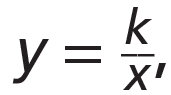 y = k/x,